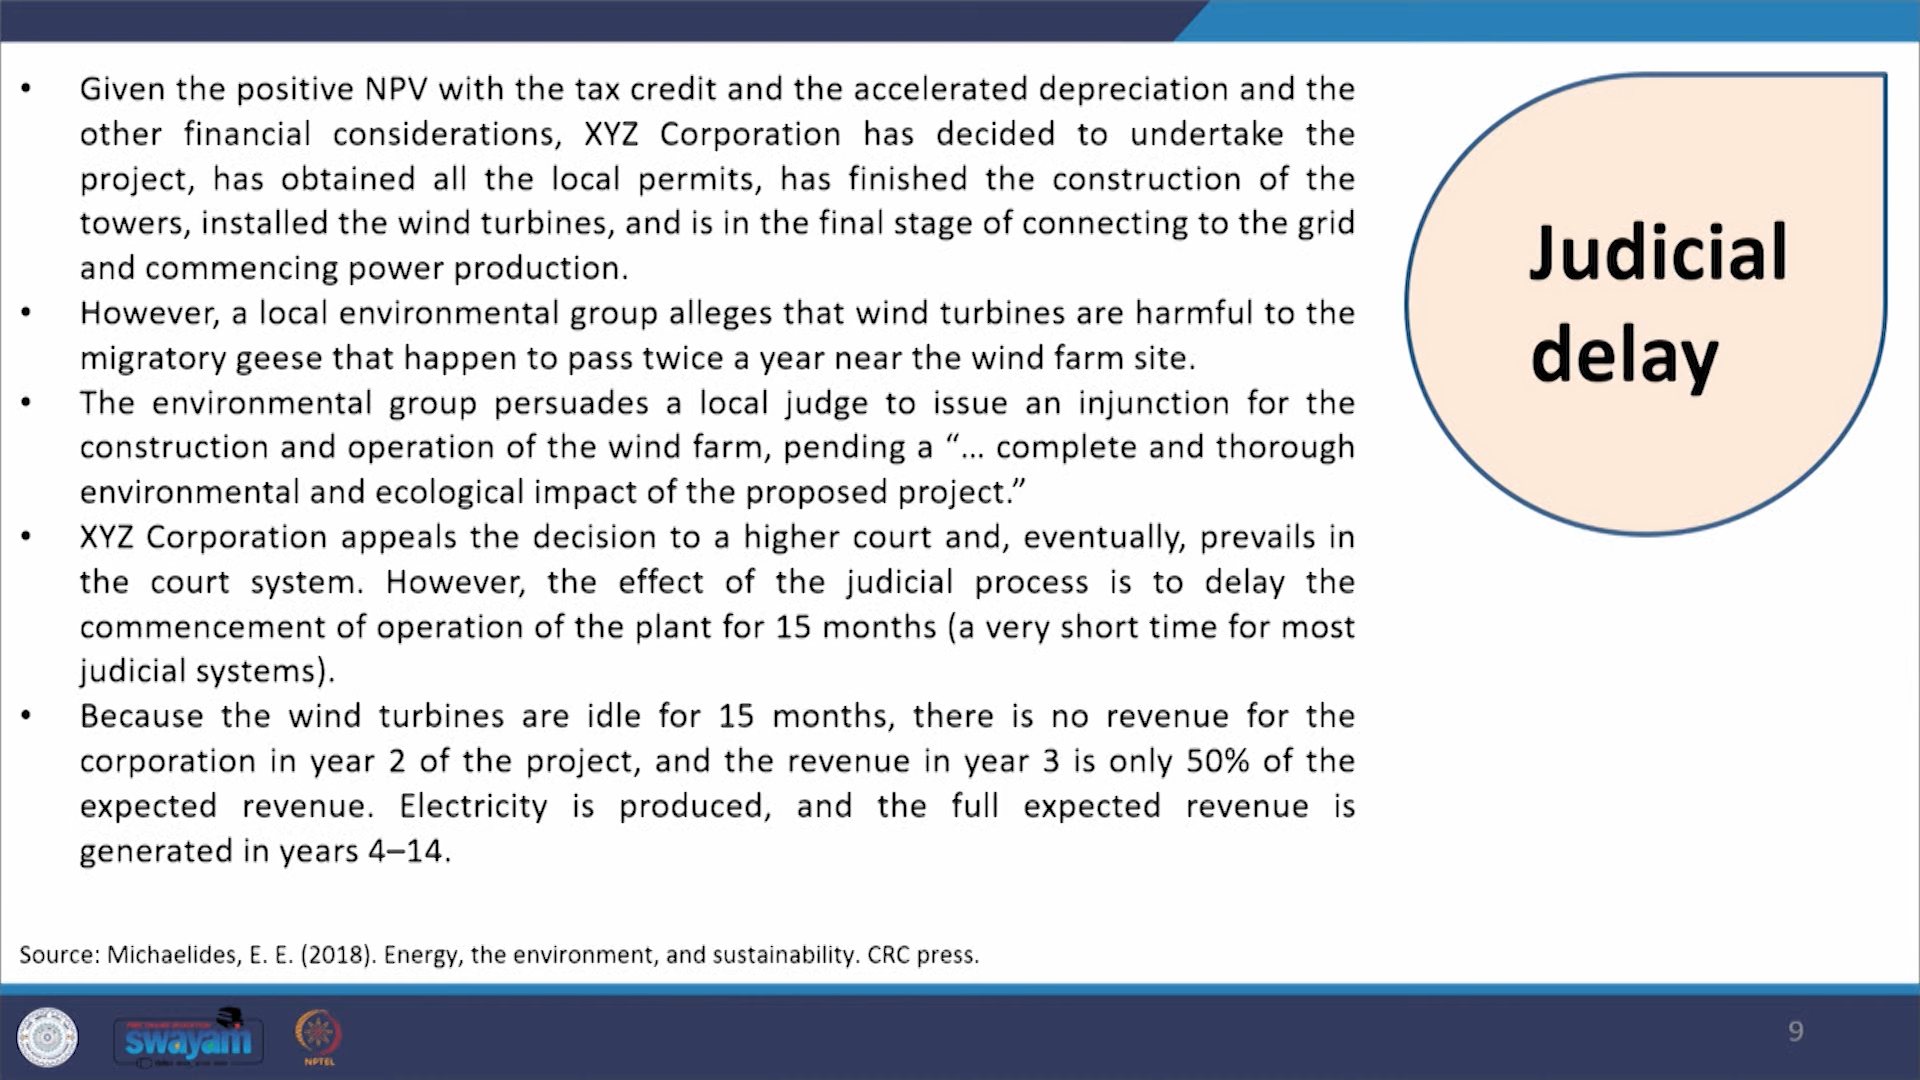 • Given the positive NPV with the tax credit and the accelerated depreciation and the
other financial considerations, XYZ Corporation has decided to undertake the
project, has obtained all the local permits, has finished the construction of the
towers, installed the wind turbines, and is in the final stage of connecting to the grid
and commencing power production.
• However, a local environmental group alleges that wind turbines are harmful to the
migratory geese that happen to pass twice a year near the wind farm site.
• The environmental group persuades a local judge to issue an injunction for the
construction and operation of the wind farm, pending a “… complete and thorough
environmental and ecological impact of the proposed project.”
• XYZ Corporation appeals the decision to a higher court and, eventually, prevails in
the court system. However, the effect of the judicial process is to delay the
commencement of operation of the plant for 15 months (a very short time for most
judicial systems).
• Because the wind turbines are idle for 15 months, there is no revenue for the
corporation in year 2 of the project, and the revenue in year 3 is only 50% of the
expected revenue. Electricity is produced, and the full expected revenue is
generated in years 4–14.
Judicial
delay
Source: Michaelides, E. E. (2018). Energy, the environment, and sustainability. CRC press.
swayam
NPTEL
9